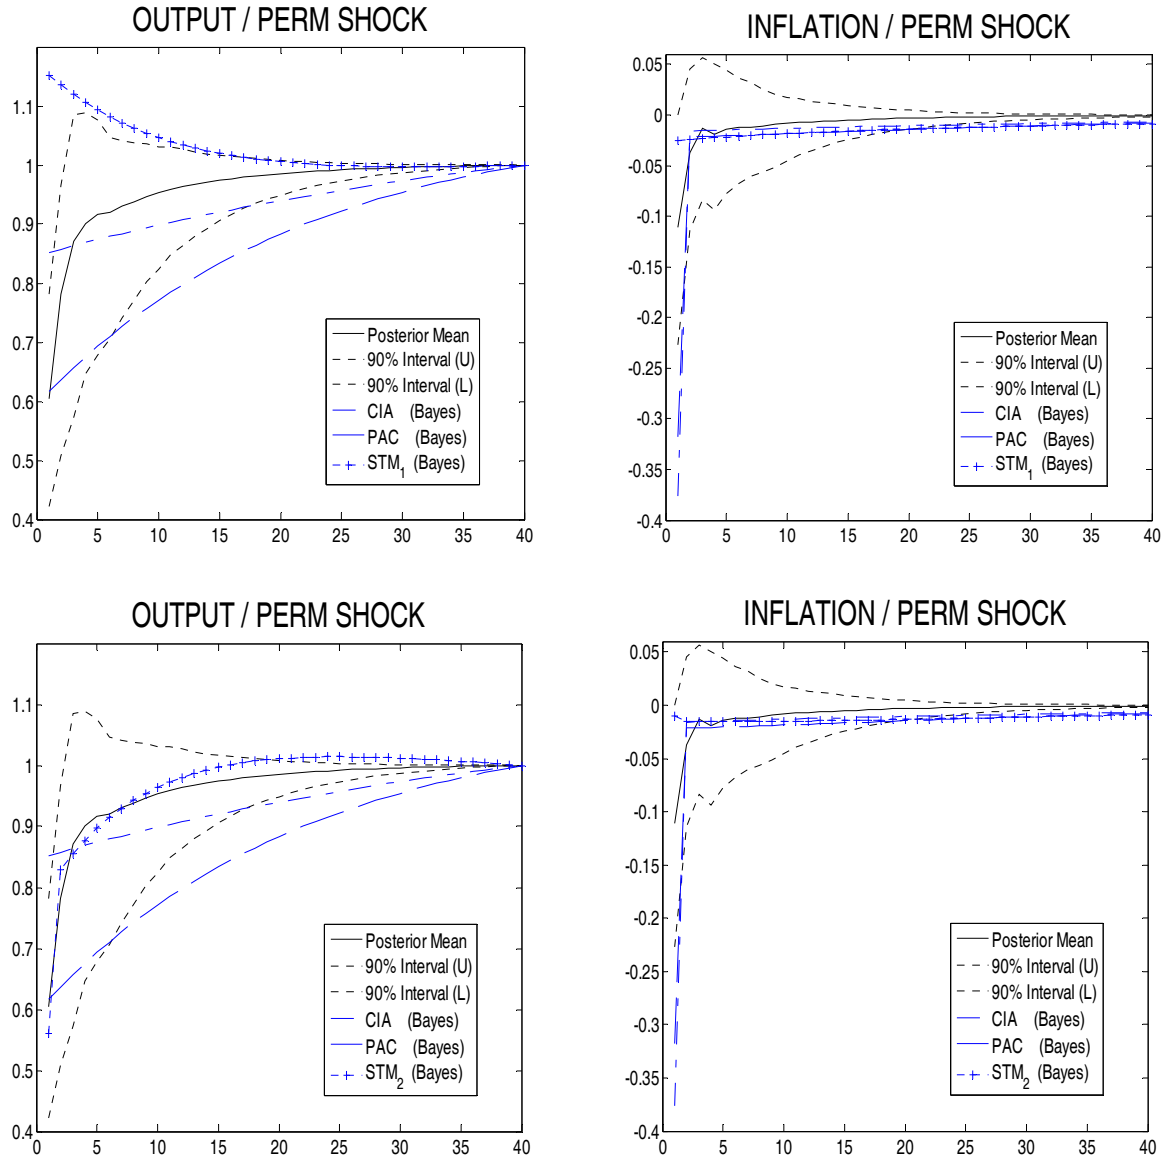 OUTPUT / PERM SHOCK
1.1
1
0.9
0.8
0.7
0.6
0.5
0.4
0 5 10 15 20 25 30 35 40
Posterior Mean
90% Interval (U)
90% Interval (L)
CIA (Bayes)
PAC (Bayes)
STM1 (Bayes)
INFLATION / PERM SHOCK
0.05
0
-0.05
-0.1
-0.15
-0.2
-0.25
-0.3
-0.35
-0.4
0 5 10 15 20 25 30 35 40
Posterior Mean
90% Interval (U)
90% Interval (L)
CIA (Bayes)
PAC (Bayes)
STM1 (Bayes)
OUTPUT / PERM SHOCK
1.1
1
0.9
0.8
0.7
0.6
0.5
0.4
0 5 10 15 20 25 30 35 40
Posterior Mean
90% Interval (U)
90% Interval (L)
CIA (Bayes)
PAC (Bayes)
STM2 (Bayes)
INFLATION / PERM SHOCK
0.05
0
-0.05
-0.1
-0.15
-0.2
-0.25
-0.3
-0.35
-0.4
0 5 10 15 20 25 30 35 40
Posterior Mean
90% Interval (U)
90% Interval (L)
CIA (Bayes)
PAC (Bayes)
STM2 (Bayes)